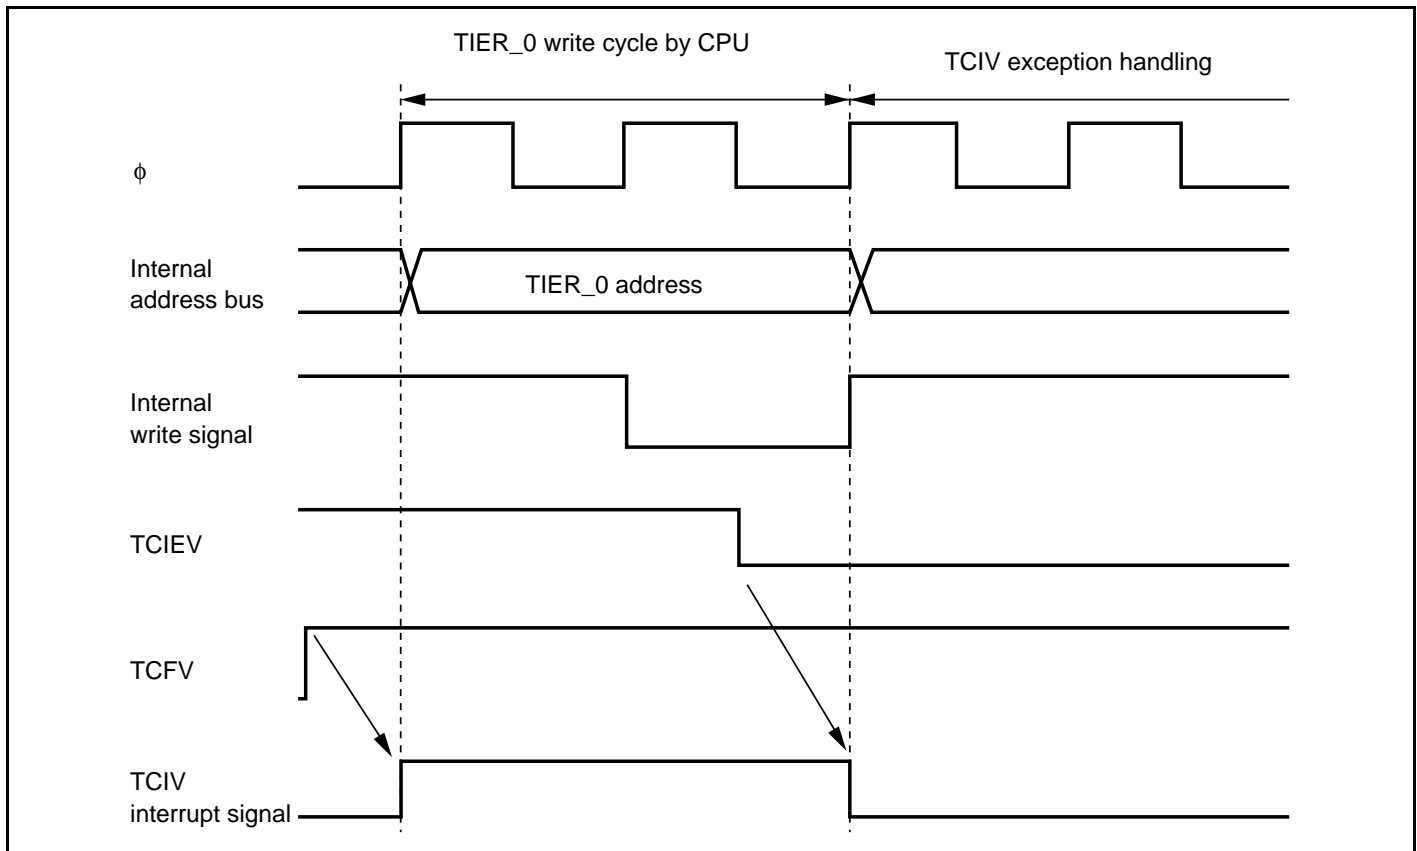 TIER_0 write cycle by CPU
TCIV exception handling
ϕ
Internal
address bus
TIER_0 address
Internal
write signal
TCIEV
TCFV
TCIV
interrupt signal